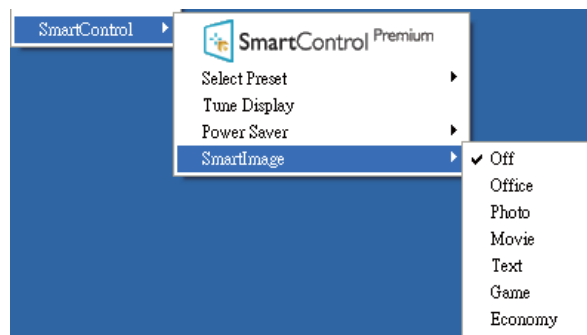 SmartControl
SmartControl Premium
Select Preset
Tune Display
Power Saver
SmartImage
Off
Office
Photo
Movie
Text
Game
Economy